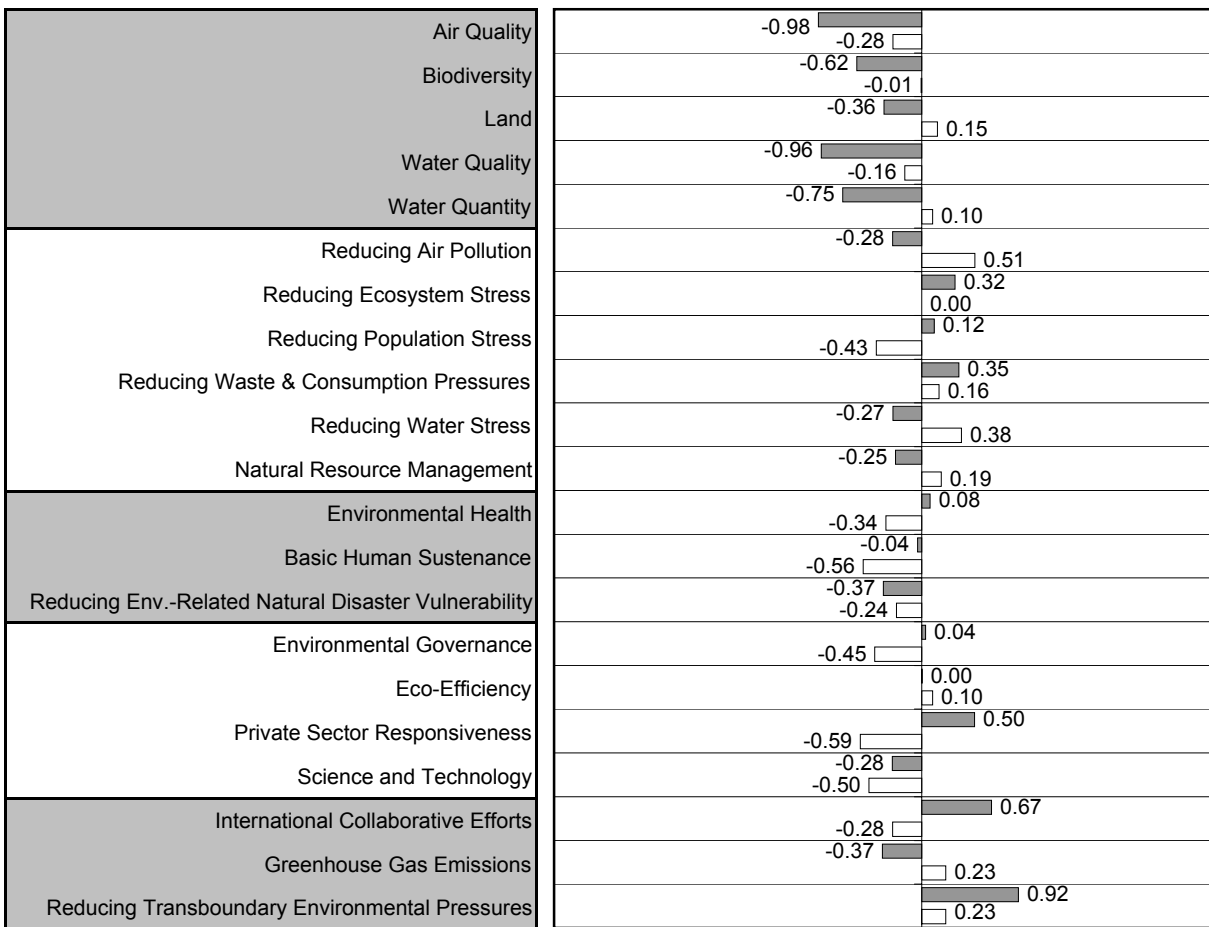 Air Quality
-0.98
-0.28
Biodiversity
-0.62
-0.01
Land
-0.36
0.15
Water Quality
-0.96
-0.16
Water Quantity
-0.75
0.10
Reducing Air Pollution
-0.28
0.51
Reducing Ecosystem Stress
0.32
0.00
Reducing Population Stress
0.12
-0.43
Reducing Waste & Consumption Pressures
0.35
0.16
Reducing Water Stress
-0.27
0.38
Natural Resource Management
-0.25
0.19
Environmental Health
0.08
-0.34
Basic Human Sustenance
-0.04
-0.56
Reducing Env.-Related Natural Disaster Vulnerability
-0.37
-0.24
Environmental Governance
0.04
-0.45
Eco-Efficiency
0.00
0.10
Private Sector Responsiveness
0.50
-0.59
Science and Technology
-0.28
-0.50
International Collaborative Efforts
0.67
-0.28
Greenhouse Gas Emissions
-0.37
0.23
Reducing Transboundary Environmental Pressures
0.92
0.23